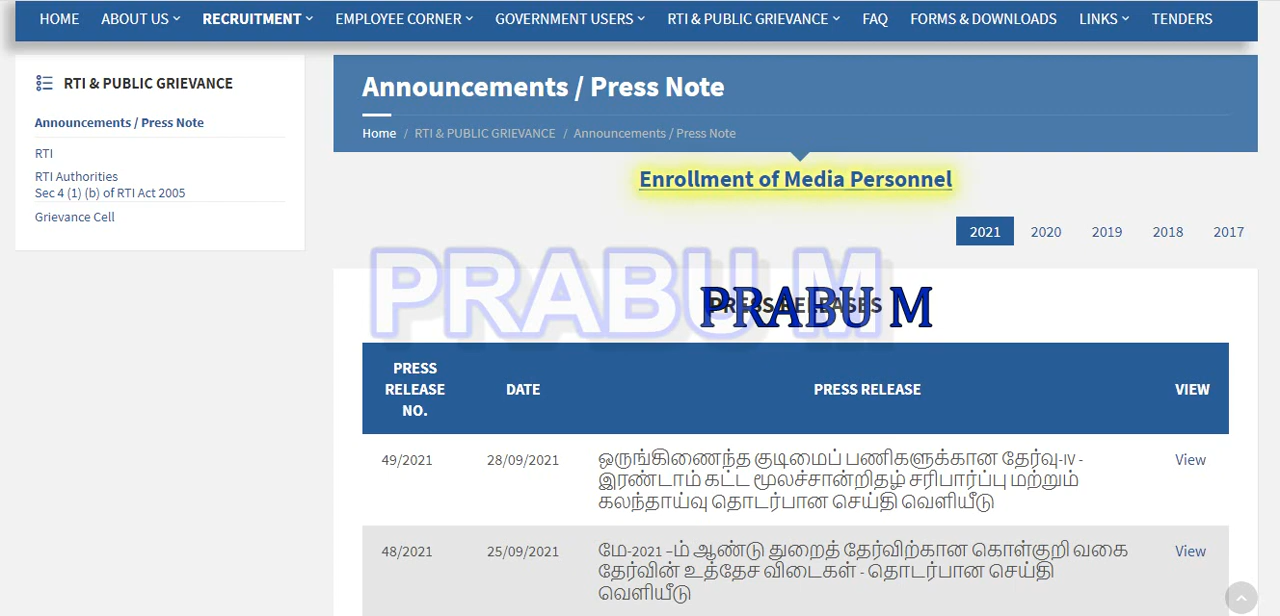 HOME ABOUT US RECRUITMENT EMPLOYEE CORNER GOVERNMENT USERS RTI & PUBLIC GRIEVANCE FAQ FORMS & DOWNLOADS LINKS TENDERS
RTI & PUBLIC GRIEVANCE
Announcements / Press Note
RTI
RTI Authorities
Sec 4 (1) (b) of RTI Act 2005
Grievance Cell
Announcements / Press Note
Home / RTI & PUBLIC GRIEVANCE / Announcements / Press Note
Enrollment of Media Personnel
2021 2020 2019 2018 2017
PRABU M
PRESS RELEASES
PRABU M
PRESS RELEASE NO. DATE PRESS RELEASE VIEW
49/2021 28/09/2021 ஒருங்கிணைந்த குடிமைப் பணிகளுக்கான தேர்வு-IV - View
இரண்டாம் கட்ட மூலச்சான்றிதழ் சரிபார்ப்பு மற்றும்
கலந்தாய்வு தொடர்பான செய்தி வெளியீடு
48/2021 25/09/2021 மே-2021 –ம் ஆண்டு துறைத் தேர்விற்கான கொள்குறி வகை View
தேர்வின் உத்தேச விடைகள் - தொடர்பான செய்தி
வெளியீடு